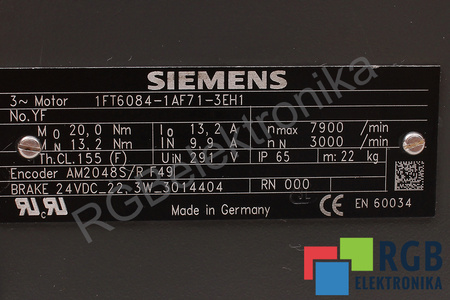 SIEMENS
3~ Motor 1FT6084-1AF71-3EH1
No.YF
M0 20,0 Nm I0 13,2 A nmax 7900 /min
MN 13,2 Nm IN 9,9 A nN 3000 /min
Th.CL.155 (F) UiN 291 V IP 65 m: 22 kg
Encoder AM2048S/R F49
BRAKE 24VDC 22,3W 3014404 RN 000
Made in Germany CE EN 60034
RGB elektronika
RGB
ELEKTRONIKA